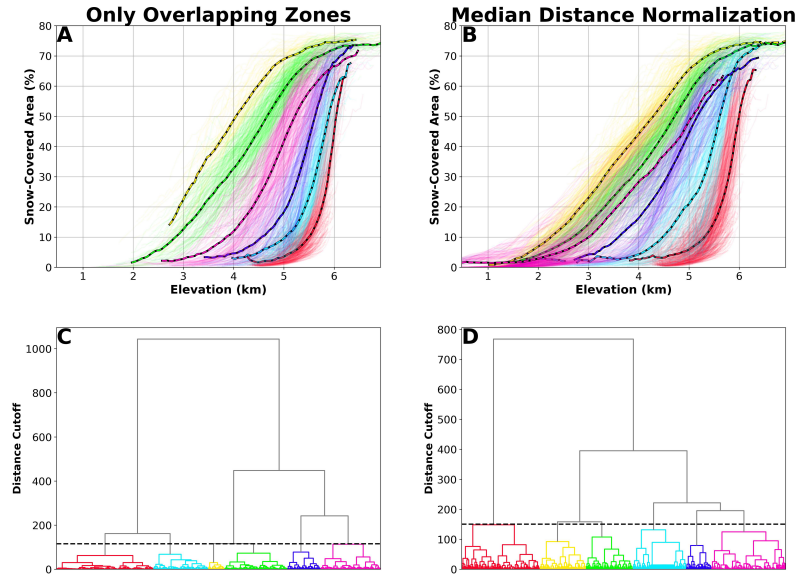 Only Overlapping Zones
Median Distance Normalization
A
B
Snow-Covered Area (%)
80
70
60
50
40
30
20
10
0
1 2 3 4 5 6
Elevation (km)
Snow-Covered Area (%)
80
70
60
50
40
30
20
10
0
1 2 3 4 5 6
Elevation (km)
C
D
Distance Cutoff
1000
800
600
400
200
0
Distance Cutoff
800
700
600
500
400
300
200
100
0